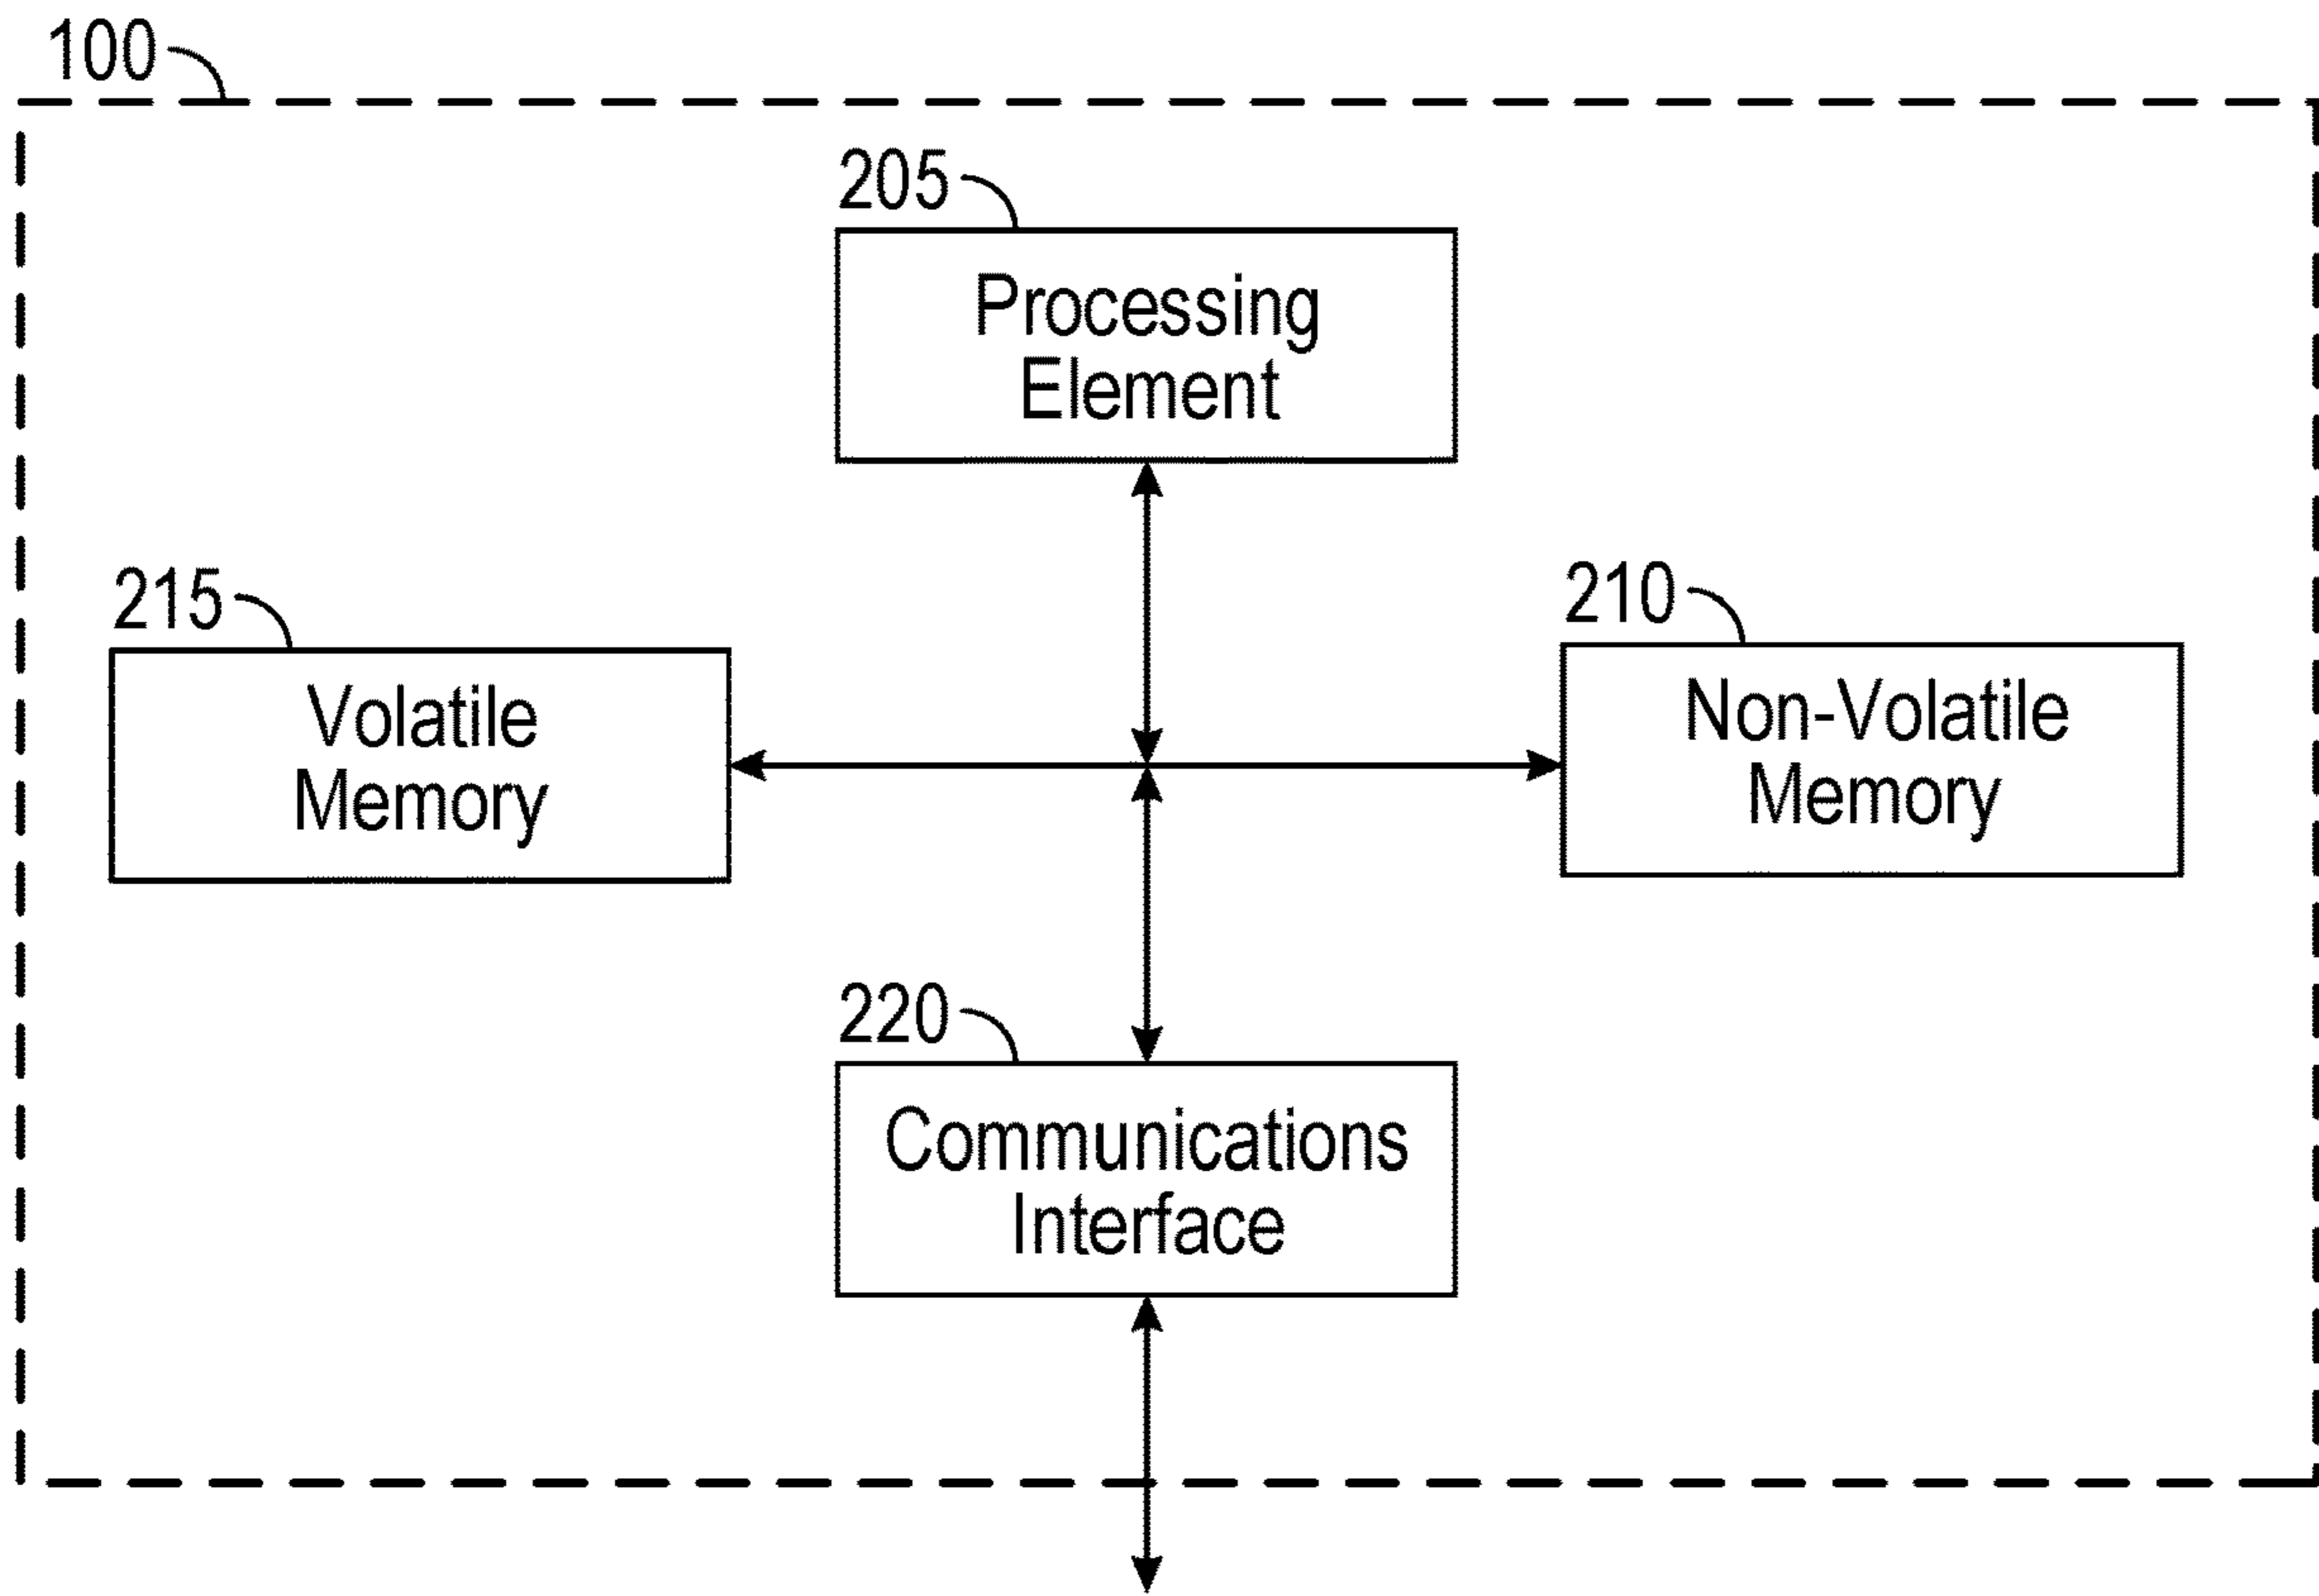 100
205
Processing
Element
215
Volatile
Memory
210
Non-Volatile
Memory
220
Communications
Interface